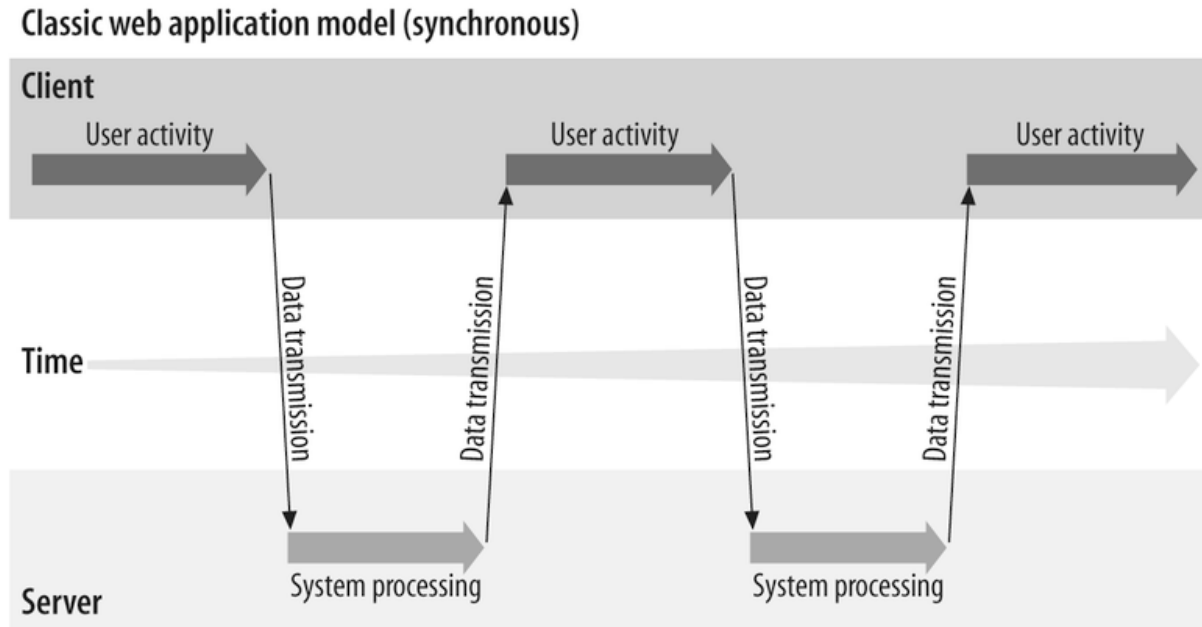 Classic web application model (synchronous)
Client
User activity
User activity
User activity
Data transmission
Data transmission
Data transmission
Data transmission
Time
System processing
System processing
Server